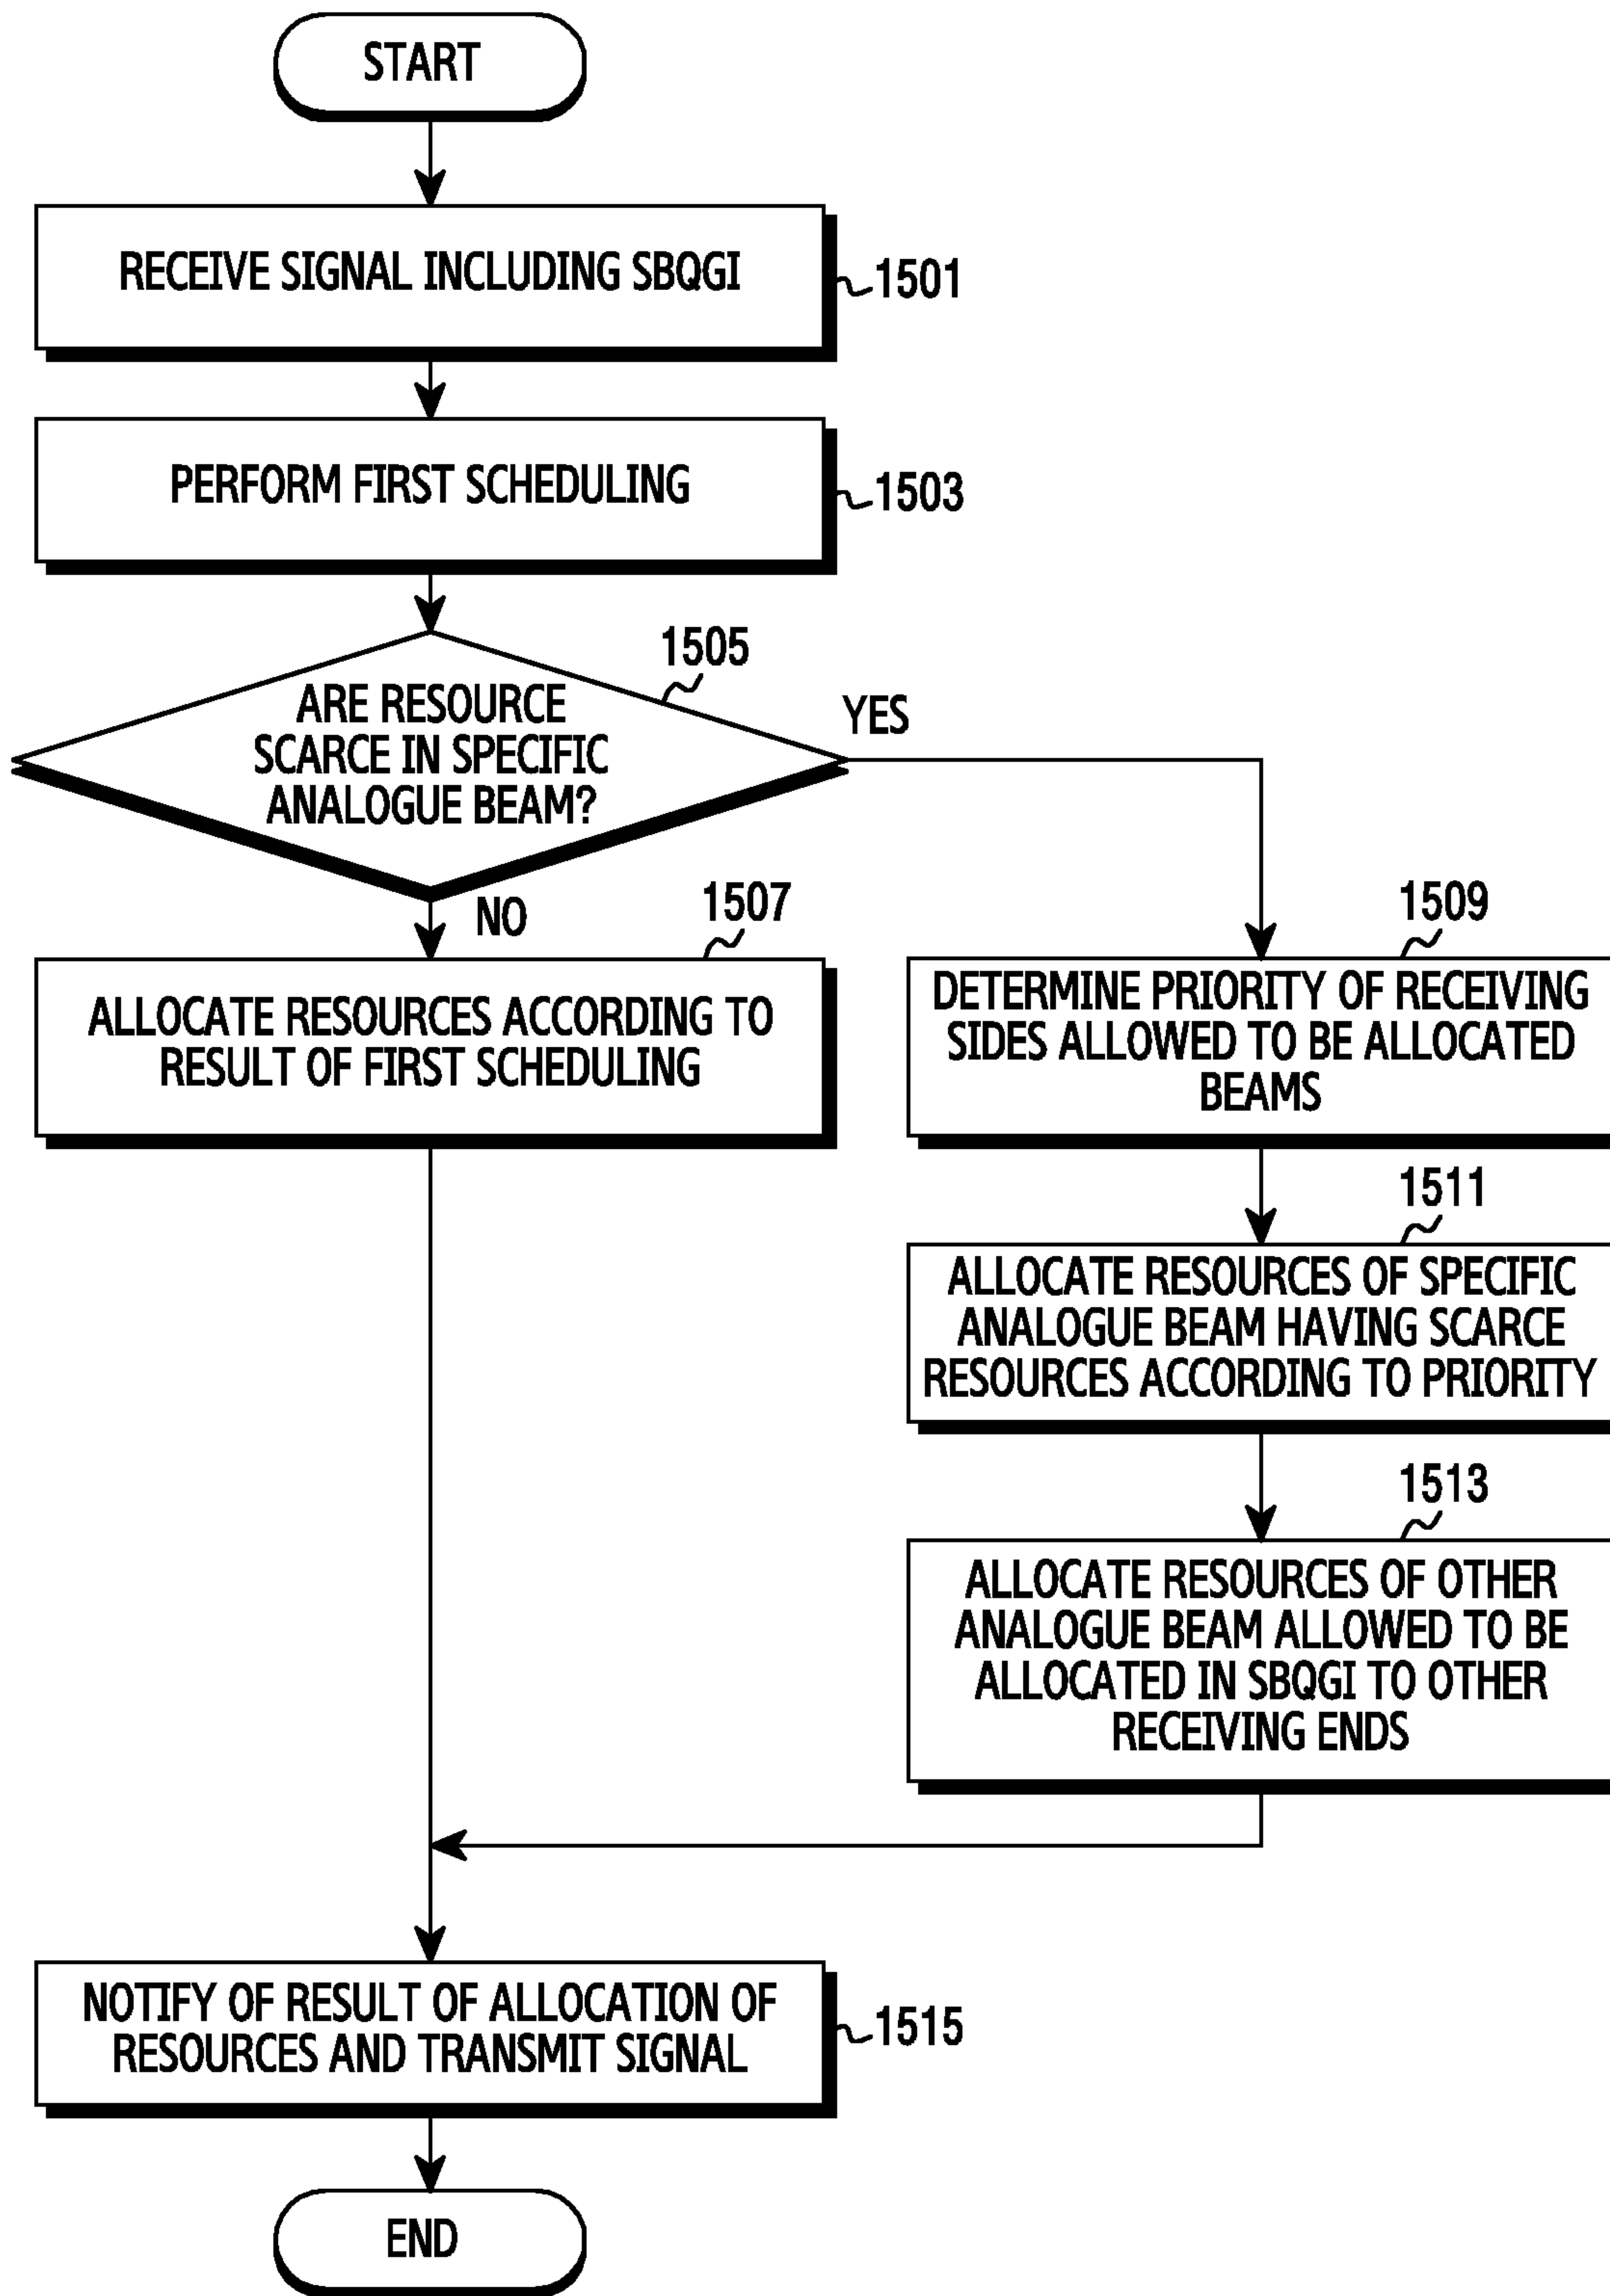 START
RECEIVE SIGNAL INCLUDING SBQGI
1501
PERFORM FIRST SCHEDULING
1503
1505
ARE RESOURCE
SCARCE IN SPECIFIC
ANALOGUE BEAM?
YES
NO
1507
ALLOCATE RESOURCES ACCORDING TO
RESULT OF FIRST SCHEDULING
1509
DETERMINE PRIORITY OF RECEIVING
SIDES ALLOWED TO BE ALLOCATED
BEAMS
1511
ALLOCATE RESOURCES OF SPECIFIC
ANALOGUE BEAM HAVING SCARCE
RESOURCES ACCORDING TO PRIORITY
1513
ALLOCATE RESOURCES OF OTHER
ANALOGUE BEAM ALLOWED TO BE
ALLOCATED IN SBQGI TO OTHER
RECEIVING ENDS
NOTIFY OF RESULT OF ALLOCATION OF
RESOURCES AND TRANSMIT SIGNAL
1515
END